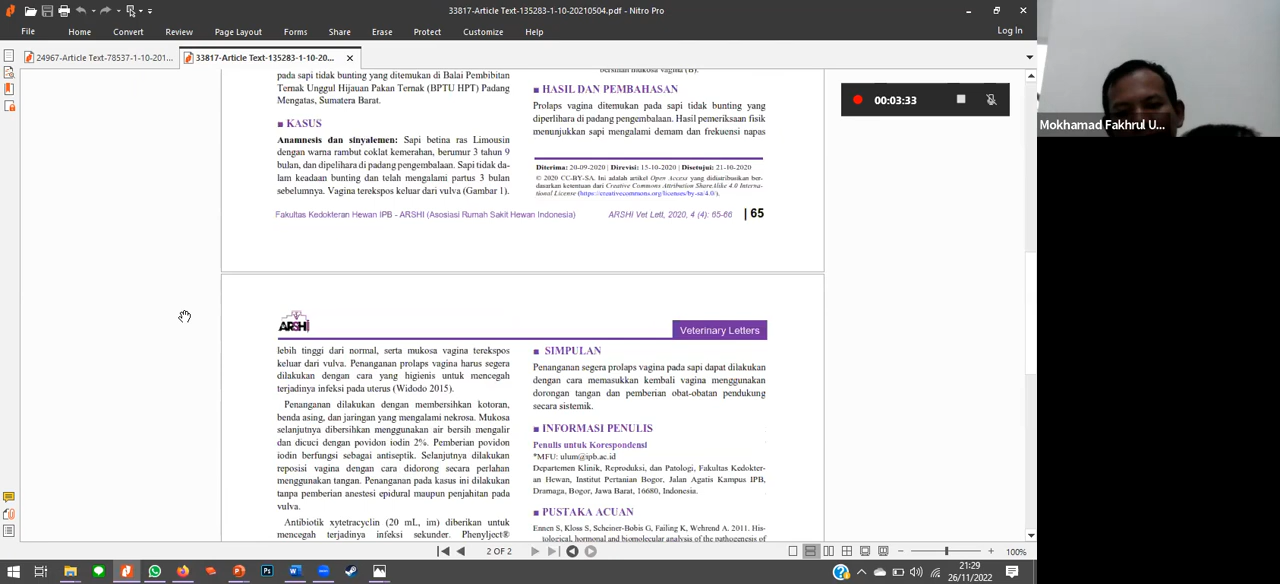 33817-Article Text-135283-1-10-20210504.pdf - Nitro Pro
File Home Convert Review Page Layout Forms Share Erase Protect Customize Help
Log In
24967-Article Text-78537-1-10-201...
33817-Article Text-135283-1-10-20...
pada sapi tidak bunting yang ditemukan di Balai Pembibitan
Ternak Unggul Hijauan Pakan Ternak (BPTU HPT) Padang
Mengatas, Sumatera Barat.
■ KASUS
Anamnesis dan sinyalemen: Sapi betina ras Limousin
dengan warna rambut coklat kemerahan, berumur 3 tahun 9
bulan, dan dipelihara di padang pengembalaan. Sapi tidak da-
lam keadaan bunting dan telah mengalami partus 3 bulan
sebelumnya. Vagina terekspos keluar dari vulva (Gambar 1).
bersihan mukosa vagina (B).
■ HASIL DAN PEMBAHASAN
Prolaps vagina ditemukan pada sapi tidak bunting yang
diperlihara di padang pengembalaan. Hasil pemeriksaan fisik
menunjukkan sapi mengalami demam dan frekuensi napas
Diterima: 20-09-2020 | Direvisi: 15-10-2020 | Disetujui: 21-10-2020
© 2020 CC-BY-SA. Ini adalah artikel Open Access yang didistribusikan ber-
dasarkan ketentuan dari Creative Commons Attribution ShareAlike 4.0 Interna-
tional License (https://creativecommons.org/licenses/by-sa/4.0/).
Fakultas Kedokteran Hewan IPB - ARSHI (Asosiasi Rumah Sakit Hewan Indonesia)
ARSHI Vet Lett, 2020, 4 (4): 65-66 | 65
ARSHI
Veterinary Letters
lebih tinggi dari normal, serta mukosa vagina terekspos
keluar dari vulva. Penanganan prolaps vagina harus segera
dilakukan dengan cara yang higienis untuk mencegah
terjadinya infeksi pada uterus (Widodo 2015).
Penanganan dilakukan dengan membersihkan kotoran,
benda asing, dan jaringan yang mengalami nekrosa. Mukosa
selanjutnya dibersihkan menggunakan air bersih mengalir
dan dicuci dengan povidon iodin 2%. Pemberian povidon
iodin berfungsi sebagai antiseptik. Selanjutnya dilakukan
reposisi vagina dengan cara didorong secara perlahan
menggunakan tangan. Penanganan pada kasus ini dilakukan
tanpa pemberian anestesi epidural maupun penjahitan pada
vulva.
Antibiotik xytetracyclin (20 mL, im) diberikan untuk
mencegah terjadinya infeksi sekunder. Phenylject®
■ SIMPULAN
Penanganan segera prolaps vagina pada sapi dapat dilakukan
dengan cara memasukkan kembali vagina menggunakan
dorongan tangan dan pemberian obat-obatan pendukung
secara sistemik.
■ INFORMASI PENULIS
Penulis untuk Korespondensi
*MFU: ulum@ipb.ac.id
Departemen Klinik, Reproduksi, dan Patologi, Fakultas Kedokter-
an Hewan, Institut Pertanian Bogor, Jalan Agatis Kampus IPB,
Dramaga, Bogor, Jawa Barat, 16680, Indonesia.
■ PUSTAKA ACUAN
Ennen S, Kloss S, Scheiner-Bobis G, Failing K, Wehrend A. 2011. His-
tological, hormonal and biomolecular analysis of the pathogenesis of
00:03:33
Mokhamad Fakhrul U...
2 OF 2
100%
21:29
26/11/2022